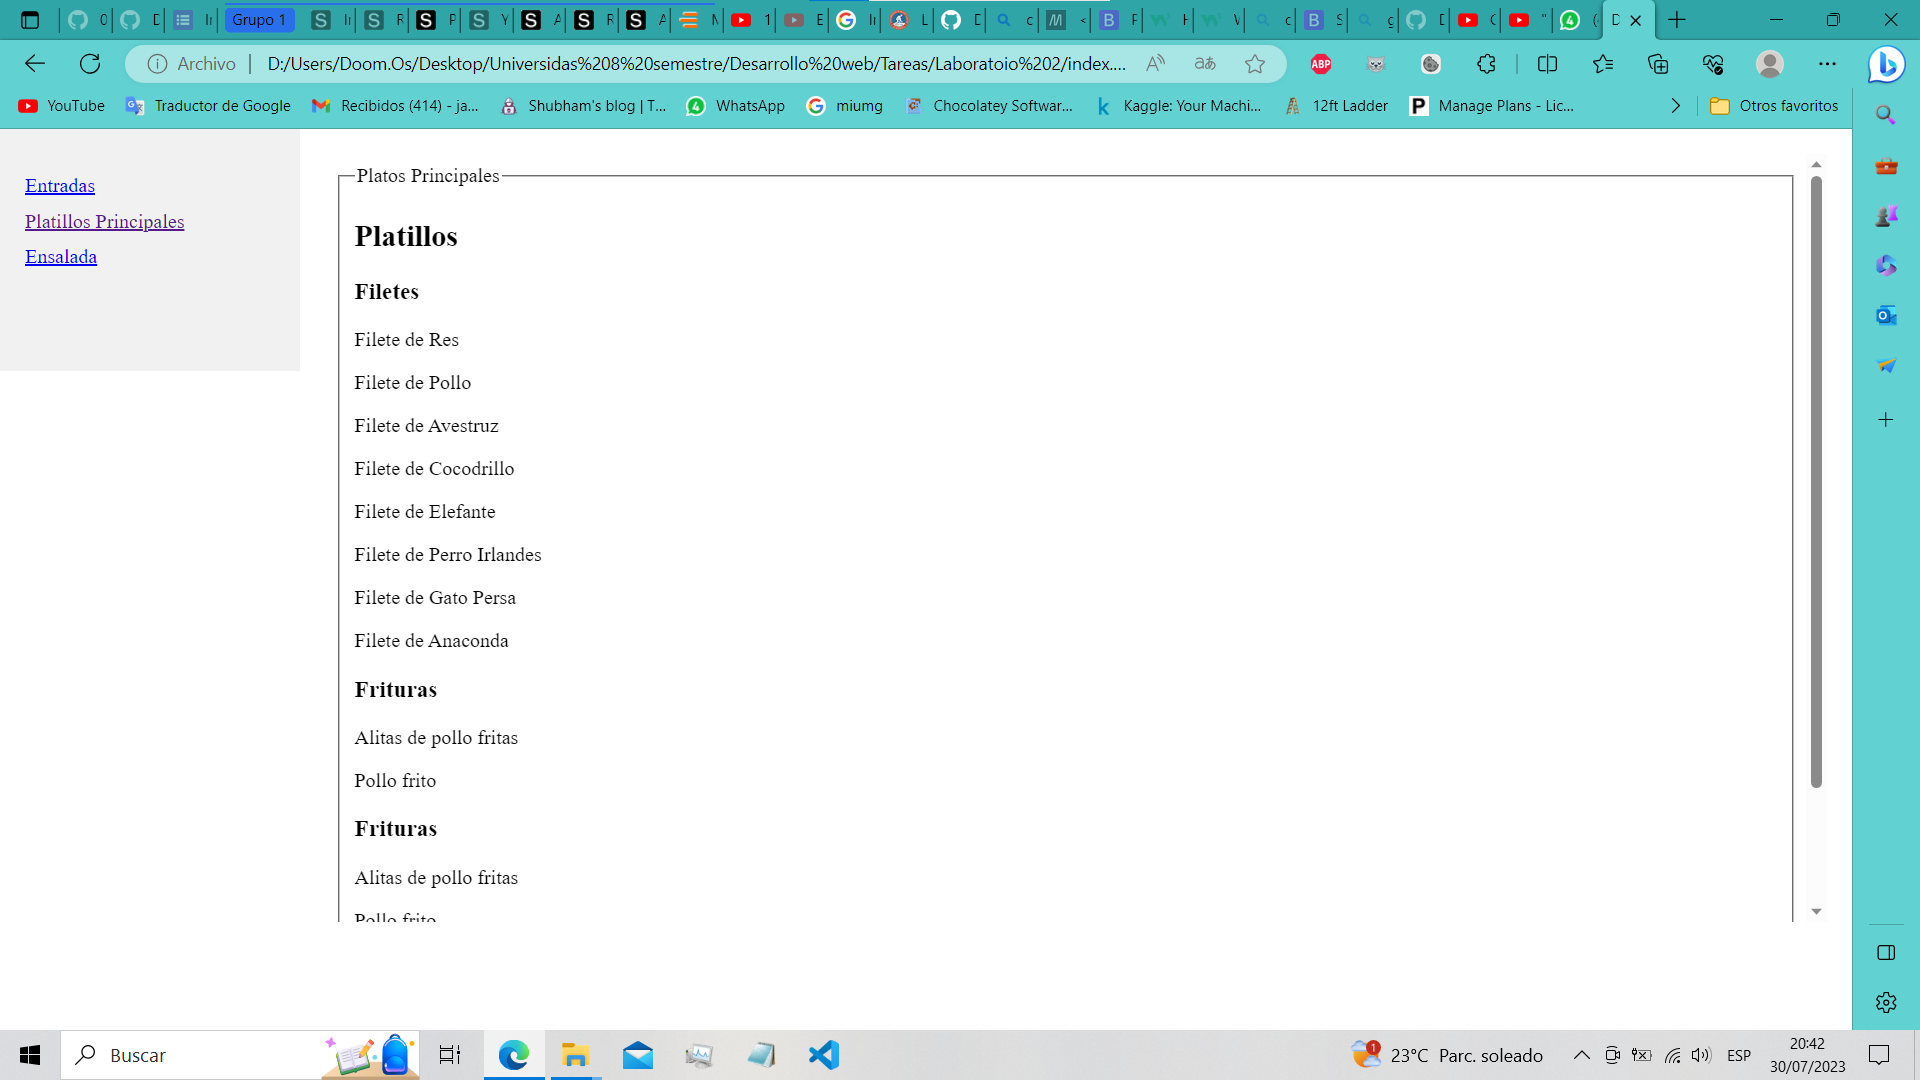 Grupo 1
Archivo
D:/Users/Doom.Os/Desktop/Universidas%208%20semestre/Desarrollo%20web/Tareas/Laboratoio%202/index....
YouTube
Traductor de Google
Recibidos (414) - ja...
Shubham's blog | T...
WhatsApp
miumg
Chocolatey Softwar...
Kaggle: Your Machi...
12ft Ladder
Manage Plans - Lic...
Otros favoritos
Entradas
Platillos Principales
Ensalada
Platos Principales
Platillos
Filetes
Filete de Res
Filete de Pollo
Filete de Avestruz
Filete de Cocodrillo
Filete de Elefante
Filete de Perro Irlandes
Filete de Gato Persa
Filete de Anaconda
Frituras
Alitas de pollo fritas
Pollo frito
Frituras
Alitas de pollo fritas
Pollo frito
Buscar
23°C Parc. soleado
ESP
20:42
30/07/2023